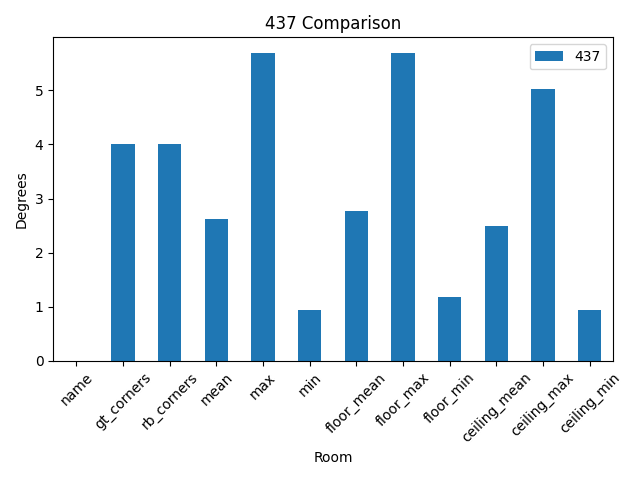 437 Comparison
437
Degrees
5
4
3
2
1
0
name
gt_corners
rb_corners
mean
max
min
floor_mean
floor_max
floor_min
ceiling_mean
ceiling_max
ceiling_min
Room